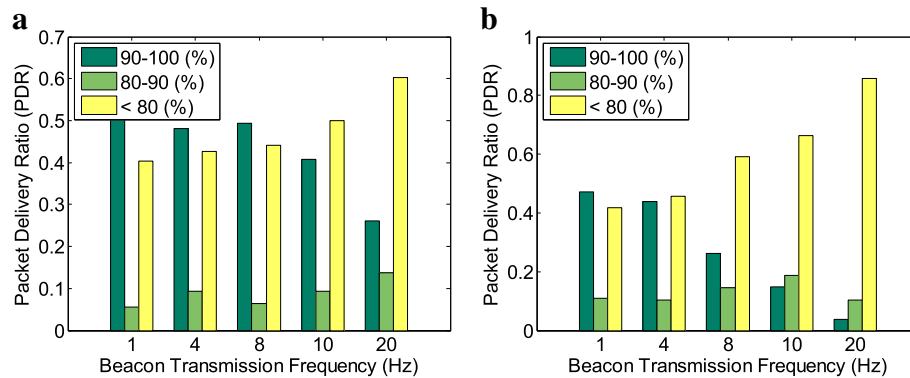 a
0.7
0.6
0.5
0.4
0.3
0.2
0.1
0
Packet Delivery Ratio (PDR)
90-100 (%)
80-90 (%)
< 80 (%)
1 4 8 10 20
Beacon Transmission Frequency (Hz)
b
1
0.8
0.6
0.4
0.2
0
Packet Delivery Ratio (PDR)
90-100 (%)
80-90 (%)
< 80 (%)
1 4 8 10 20
Beacon Transmission Frequency (Hz)